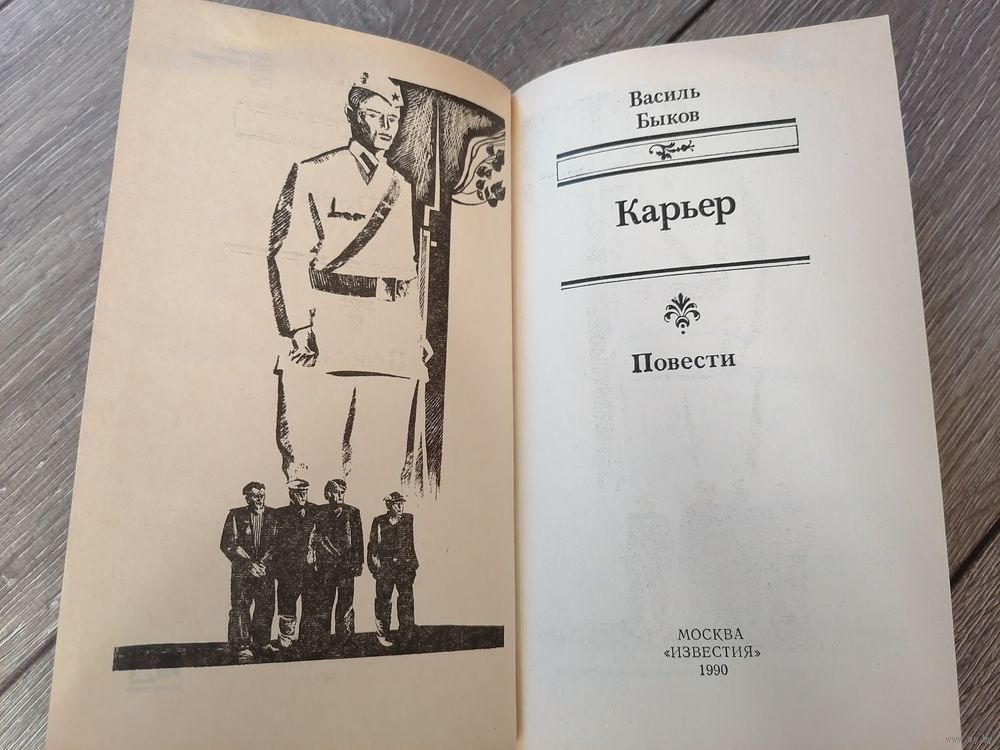 Василь
Быков
Карьер
Повести
МОСКВА
«ИЗВЕСТИЯ»
1990